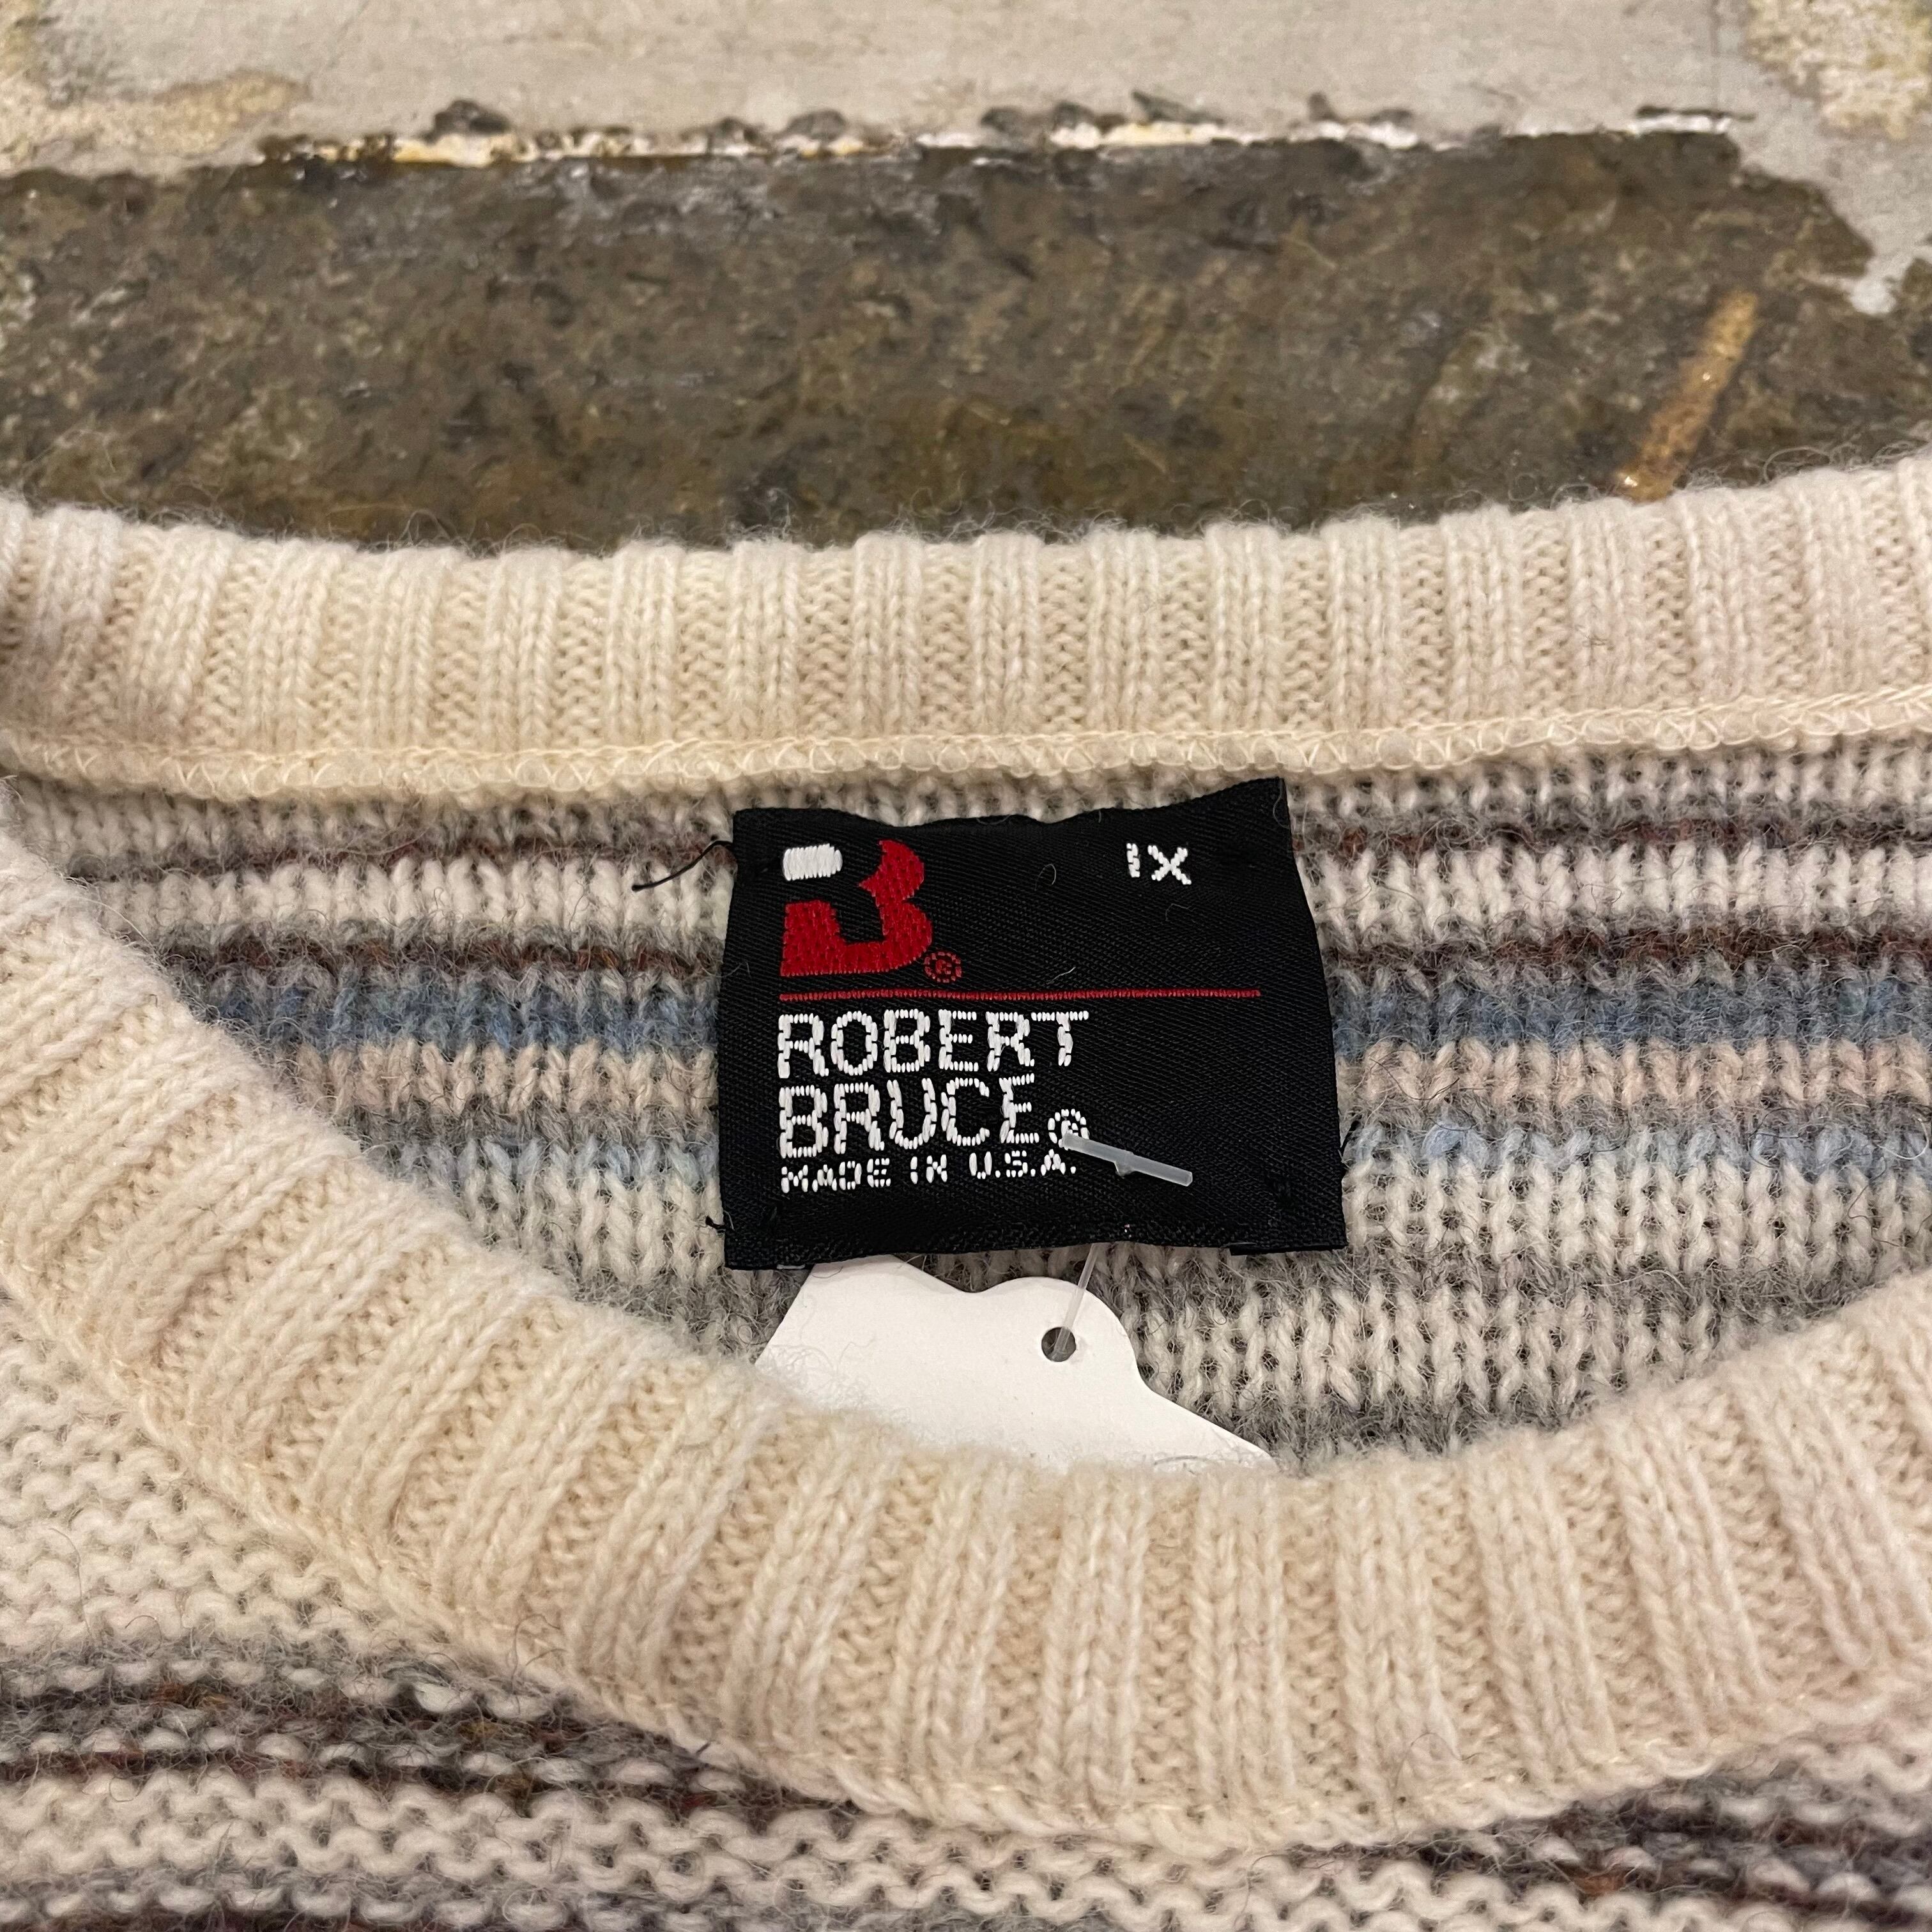 B® 1X
ROBERT
BRUCE®
MADE IN U.S.A.